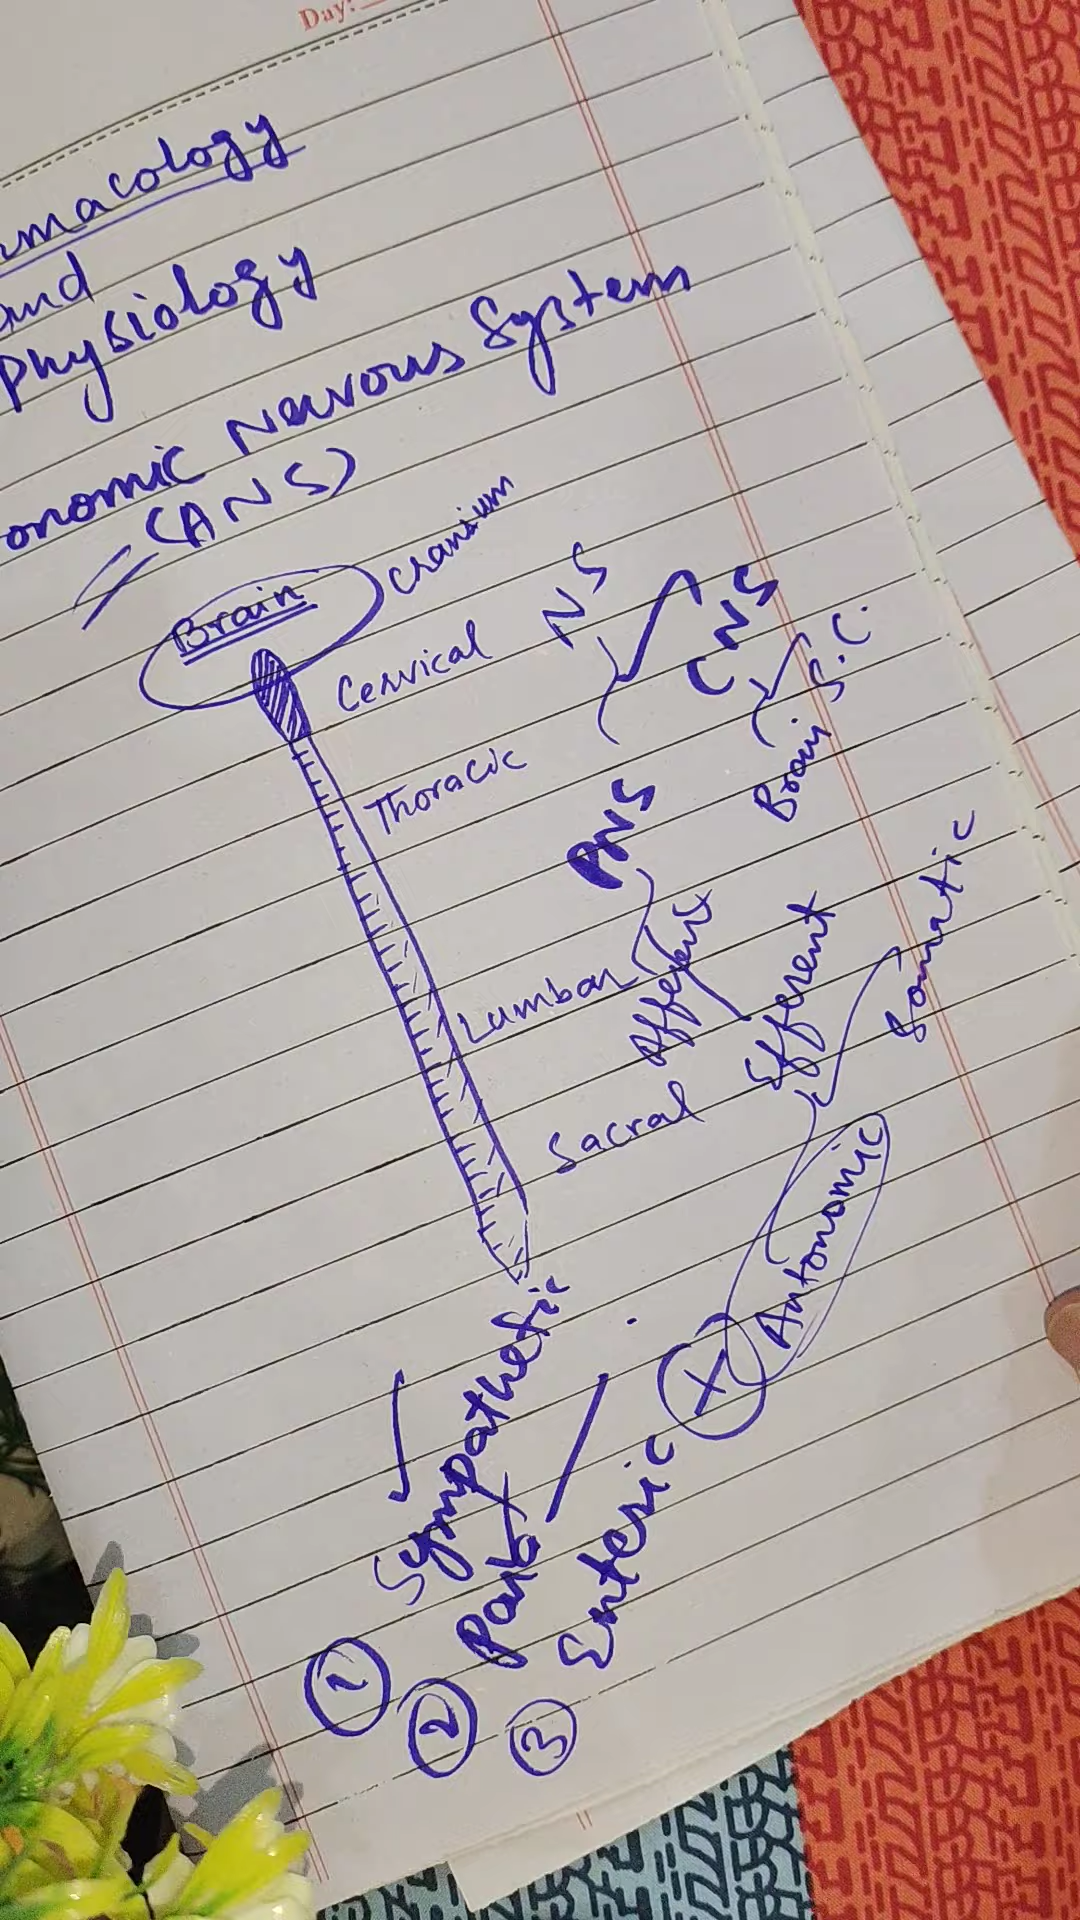 Day:
rmacology
and
Physiology
onomic Nervous System
(ANS)
Brain
Cranium
Cervical
Thoracic
Lumbar
Sacral
NS
CNS
Brain
S.C.
PNS
Afferent
Efferent
Somatic
Autonomic
1 Sympathetic
2 Para
3 Enteric X